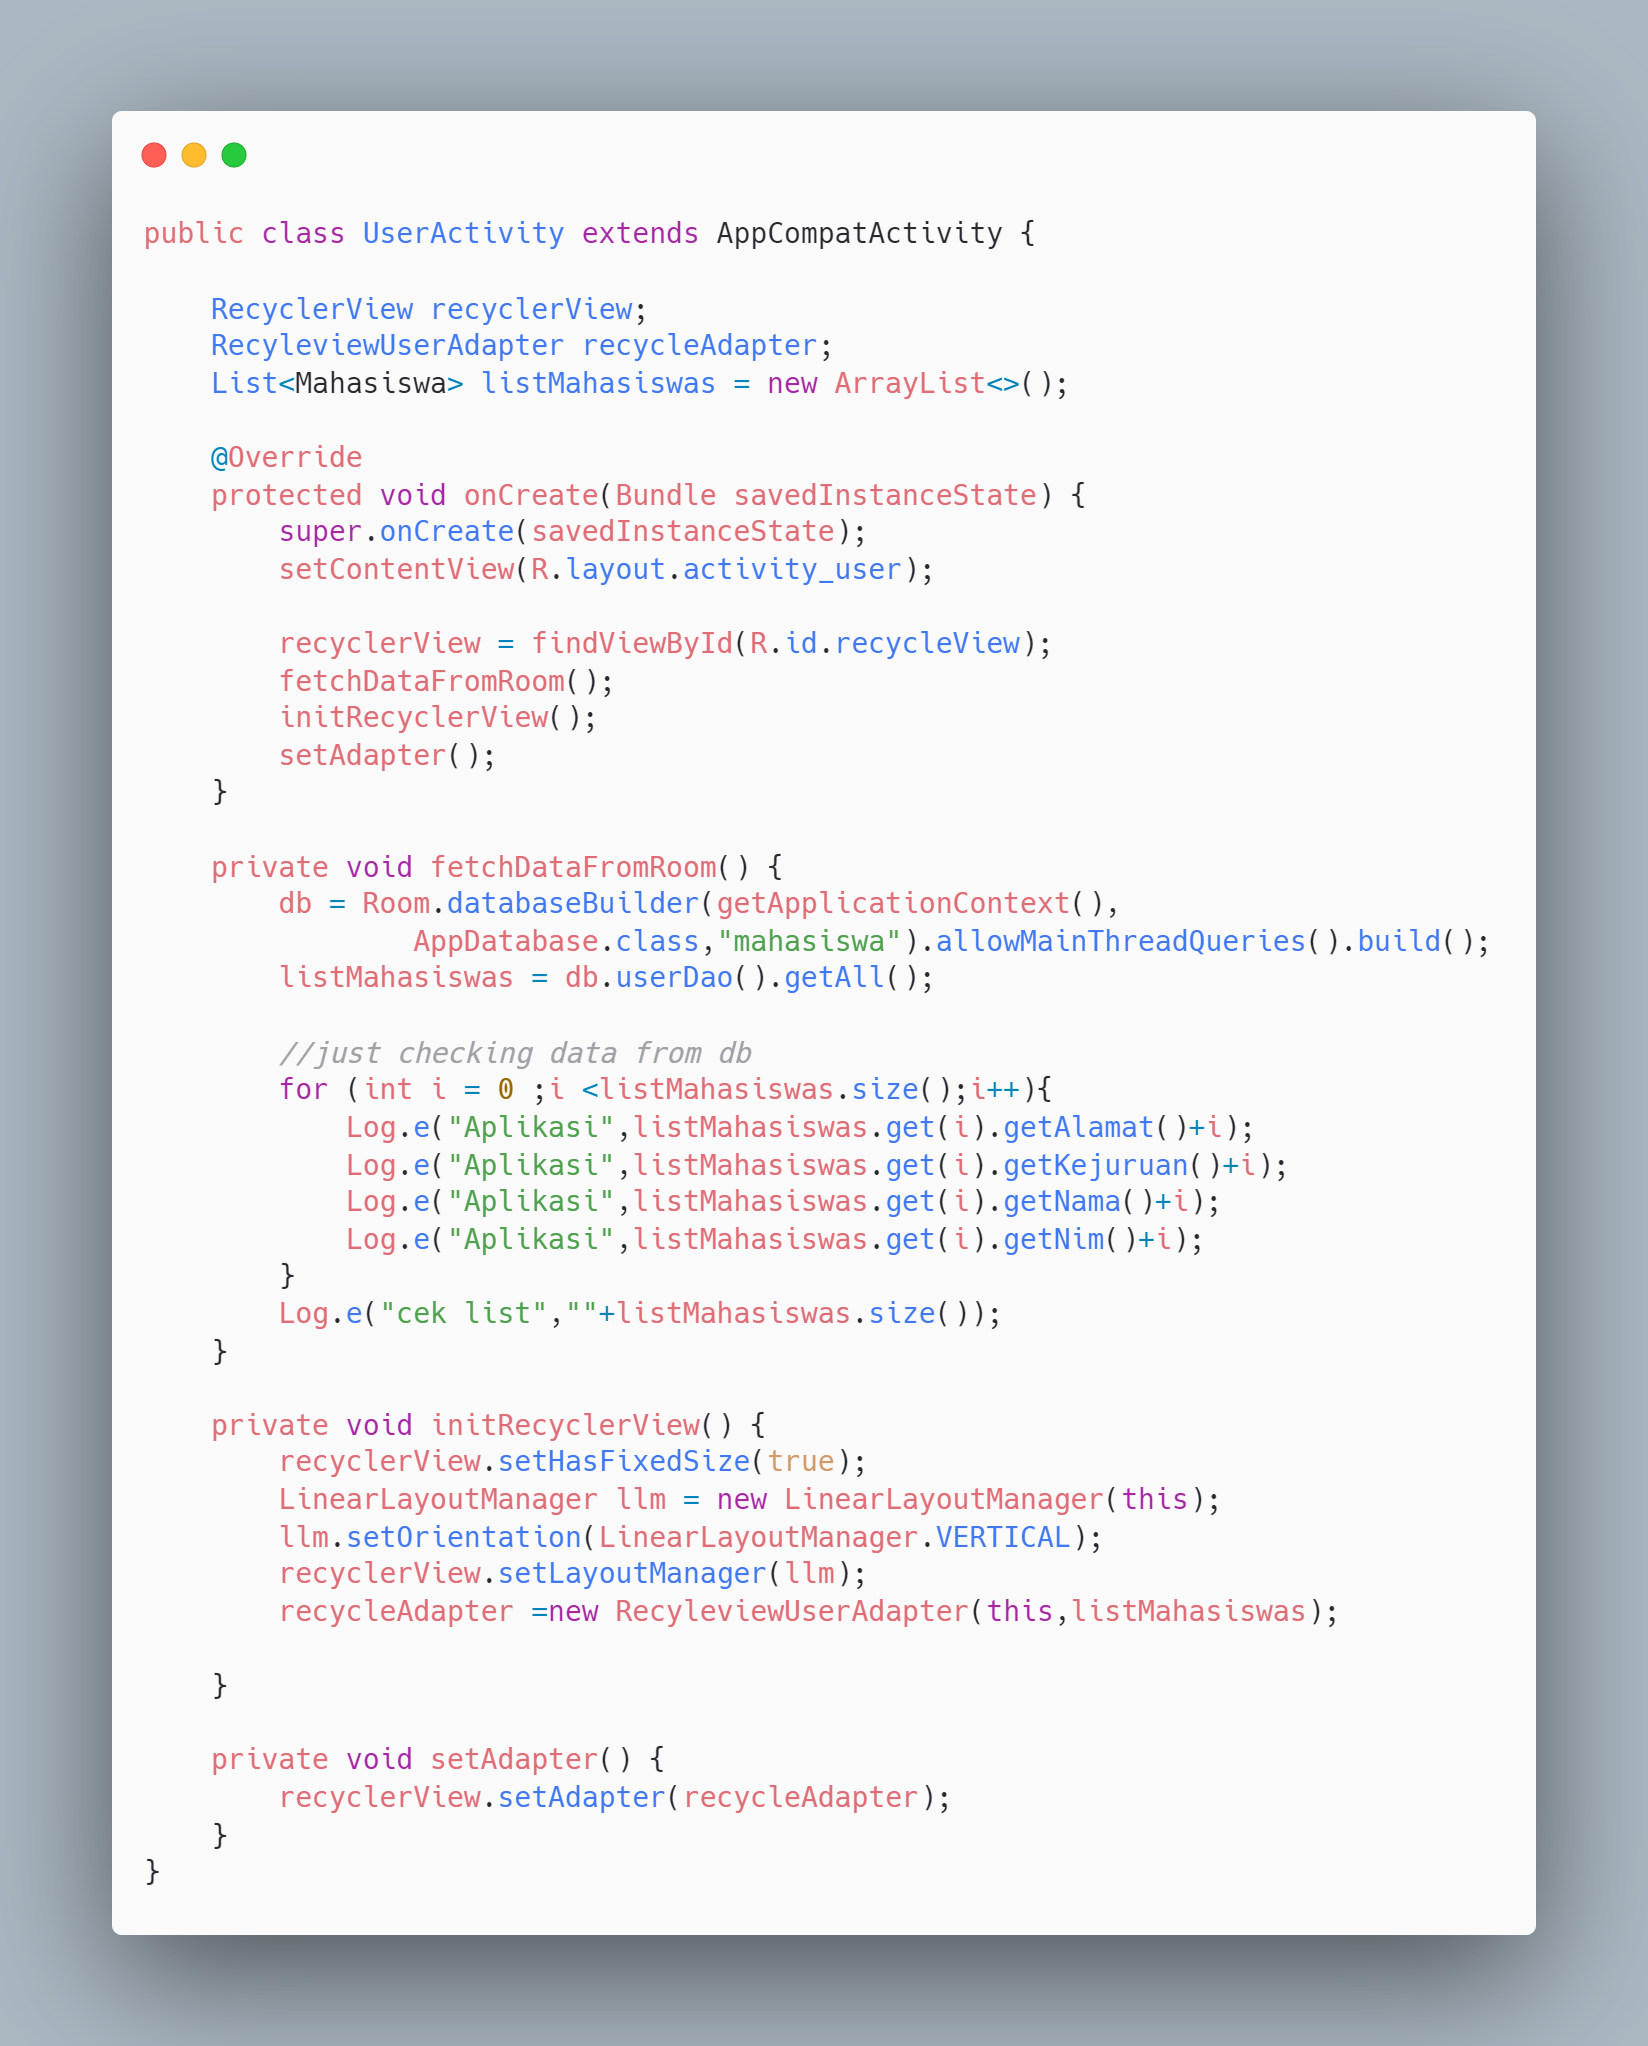 public class UserActivity extends AppCompatActivity {

    RecyclerView recyclerView;
    RecyleviewUserAdapter recycleAdapter;
    List<Mahasiswa> listMahasiswas = new ArrayList<>();

    @Override
    protected void onCreate(Bundle savedInstanceState) {
        super.onCreate(savedInstanceState);
        setContentView(R.layout.activity_user);

        recyclerView = findViewById(R.id.recycleView);
        fetchDataFromRoom();
        initRecyclerView();
        setAdapter();
    }

    private void fetchDataFromRoom() {
        db = Room.databaseBuilder(getApplicationContext(),
                AppDatabase.class,"mahasiswa").allowMainThreadQueries().build();
        listMahasiswas = db.userDao().getAll();

        //just checking data from db
        for (int i = 0 ;i <listMahasiswas.size();i++){
            Log.e("Aplikasi",listMahasiswas.get(i).getAlamat()+i);
            Log.e("Aplikasi",listMahasiswas.get(i).getKejuruan()+i);
            Log.e("Aplikasi",listMahasiswas.get(i).getNama()+i);
            Log.e("Aplikasi",listMahasiswas.get(i).getNim()+i);
        }
        Log.e("cek list",""+listMahasiswas.size());
    }

    private void initRecyclerView() {
        recyclerView.setHasFixedSize(true);
        LinearLayoutManager llm = new LinearLayoutManager(this);
        llm.setOrientation(LinearLayoutManager.VERTICAL);
        recyclerView.setLayoutManager(llm);
        recycleAdapter =new RecyleviewUserAdapter(this,listMahasiswas);

    }

    private void setAdapter() {
        recyclerView.setAdapter(recycleAdapter);
    }
}